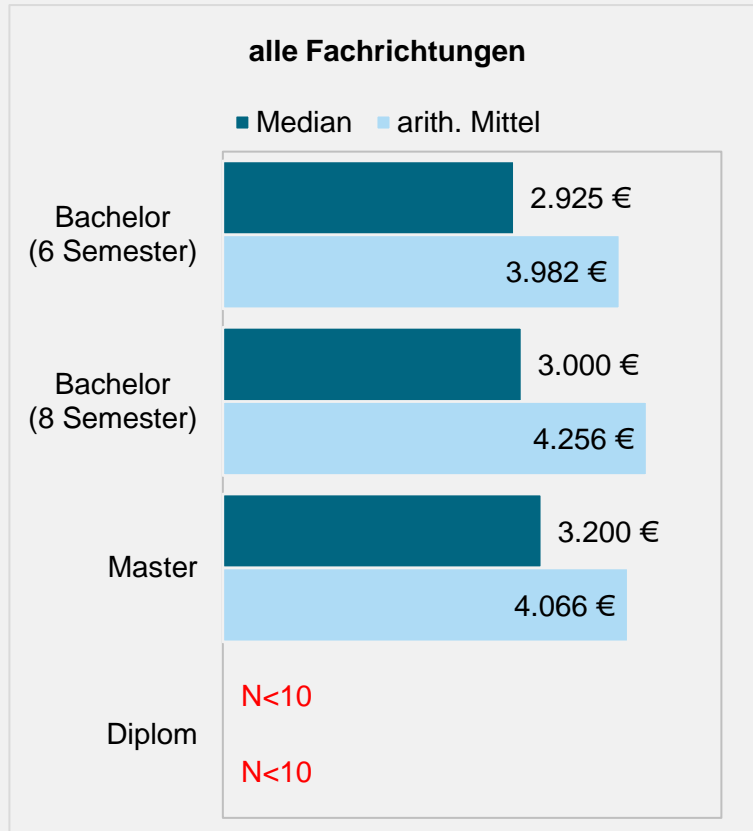 alle Fachrichtungen
Median arith. Mittel
Bachelor
(6 Semester)
2.925 €
3.982 €
Bachelor
(8 Semester)
3.000 €
4.256 €
Master
3.200 €
4.066 €
Diplom
N<10
N<10